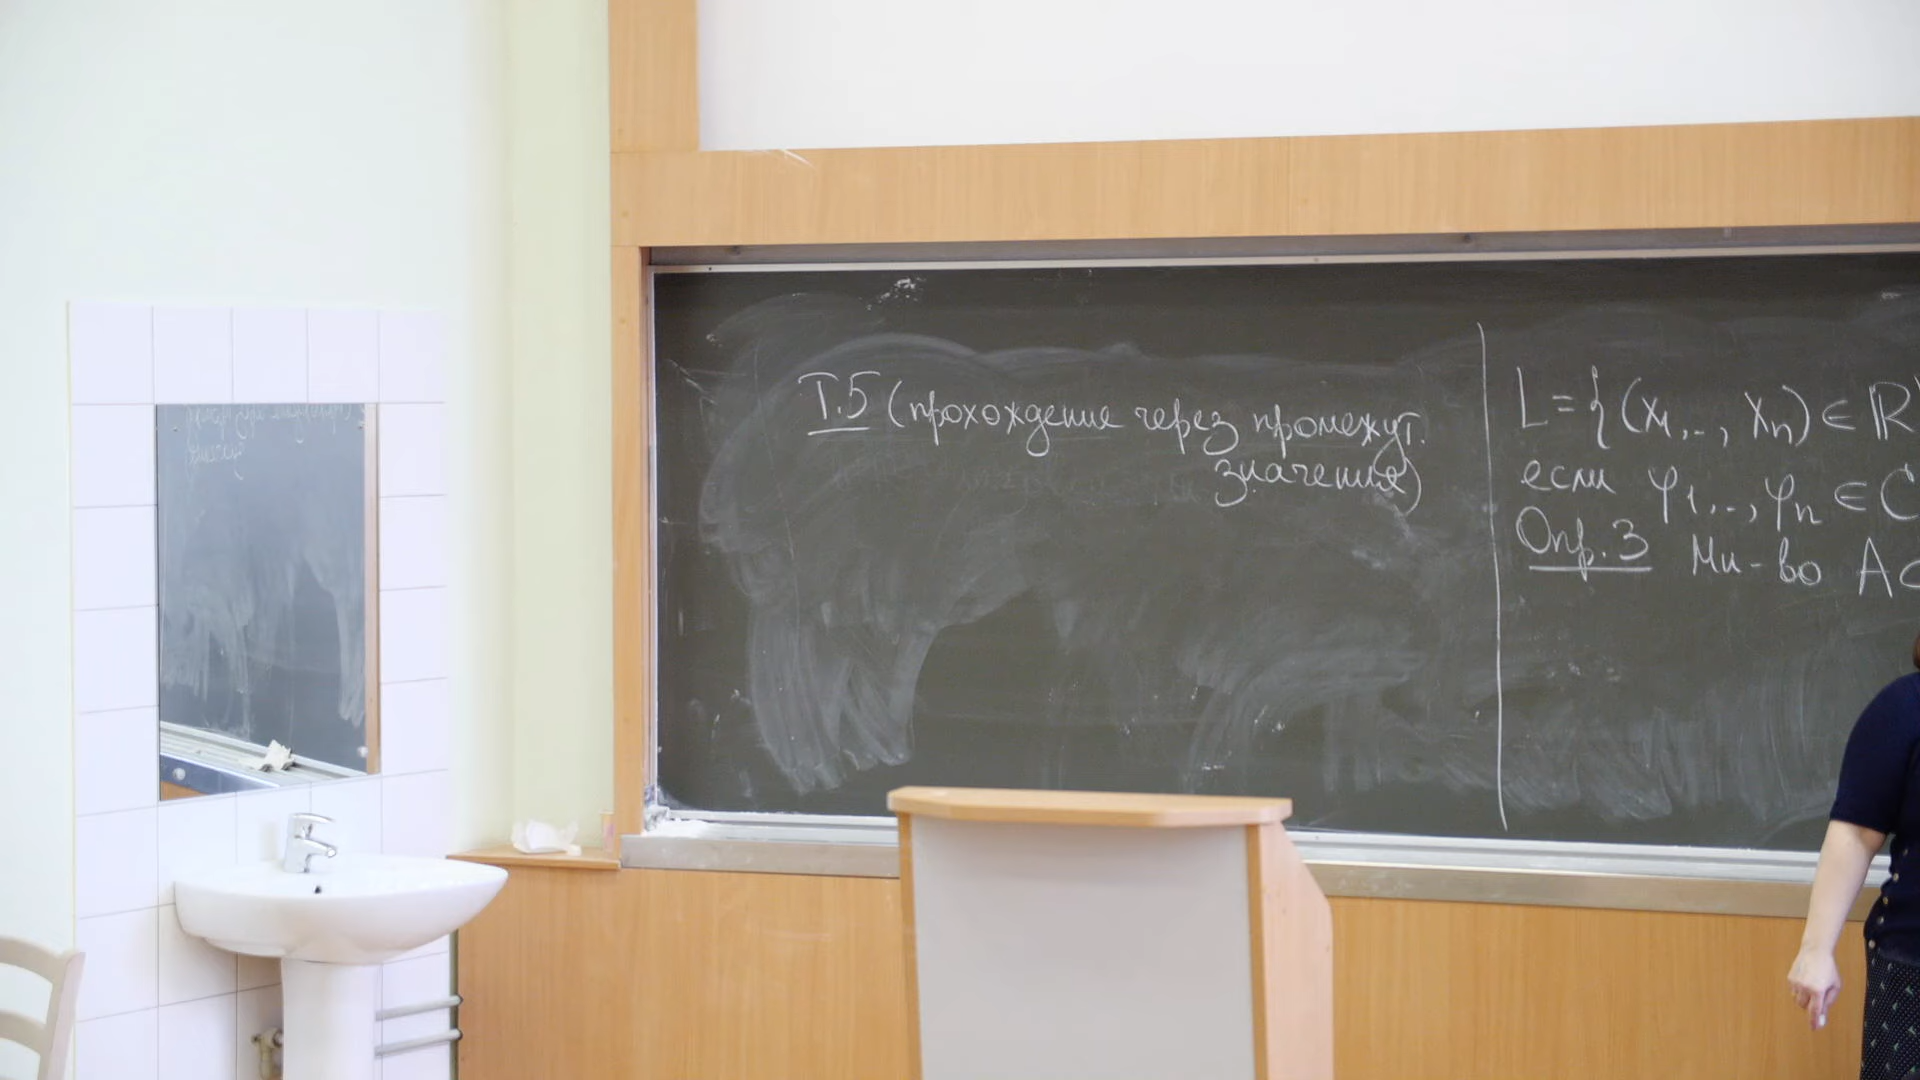 Т.5 (прохождение через промежут.
значения)
L = { (x₁, .., xₙ) ∈ ℝ
если φ₁, .., φₙ ∈ C
Опр. 3 Мн-во A ⊂